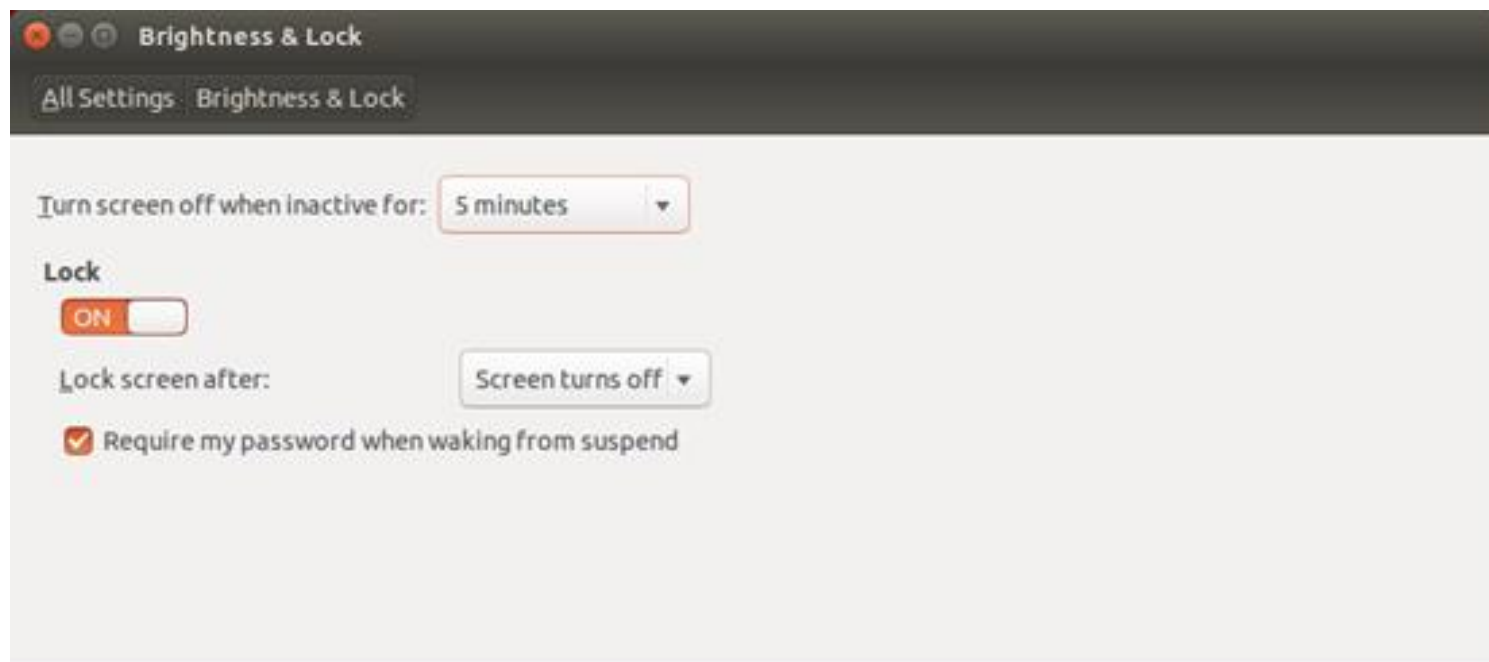 Brightness & Lock
All Settings Brightness & Lock
Turn screen off when inactive for: 5 minutes
Lock
ON
Lock screen after: Screen turns off
Require my password when waking from suspend